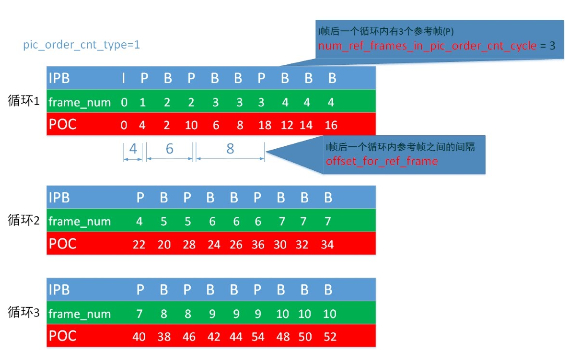 I帧后一个循环内有3个参考帧(P)
num_ref_frames_in_pic_order_cnt_cycle = 3
pic_order_cnt_type=1
循环1
IPB I P B P B B P B B B
frame_num 0 1 2 2 3 3 3 4 4 4
POC 0 4 2 10 6 8 18 12 14 16
4 6 8
I帧后一个循环内参考帧之间的间隔
offset_for_ref_frame
循环2
IPB P B P B B P B B B
frame_num 4 5 5 6 6 6 7 7 7
POC 22 20 28 24 26 36 30 32 34
循环3
IPB P B P B B P B B B
frame_num 7 8 8 9 9 9 10 10 10
POC 40 38 46 42 44 54 48 50 52